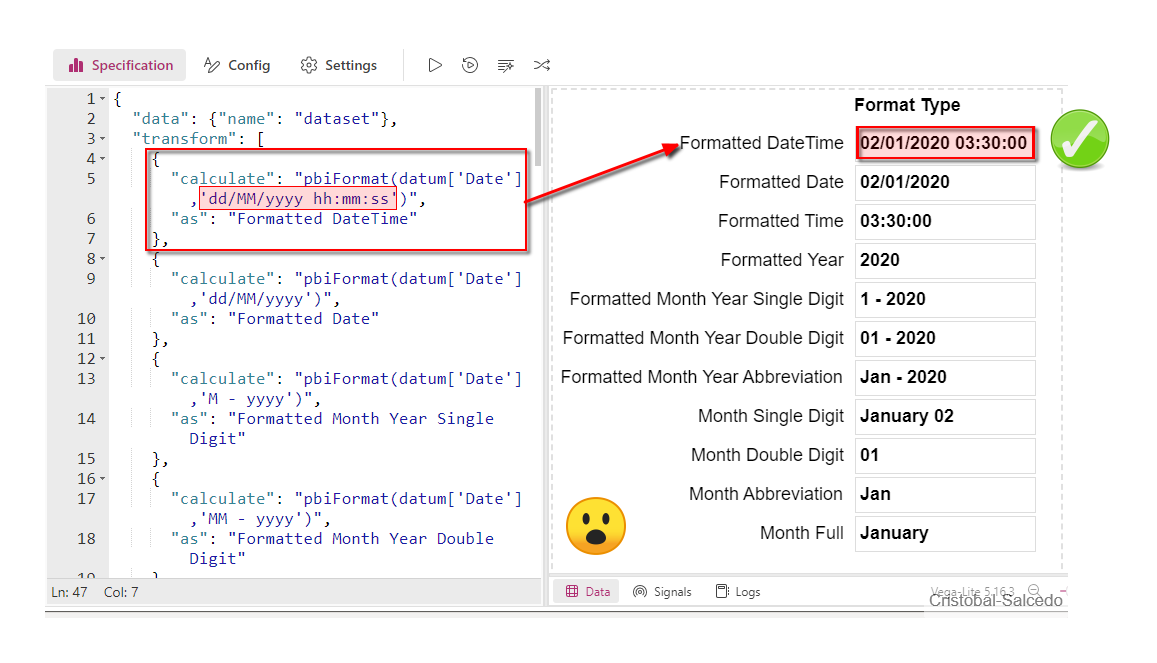 Specification Config Settings
1 {
2 "data": {"name": "dataset"},
3 "transform": [
4 {
5 "calculate": "pbiFormat(datum['Date']
,'dd/MM/yyyy hh:mm:ss')",
6 "as": "Formatted DateTime"
7 },
8 {
9 "calculate": "pbiFormat(datum['Date']
,'dd/MM/yyyy')",
10 "as": "Formatted Date"
11 },
12 {
13 "calculate": "pbiFormat(datum['Date']
,'M - yyyy')",
14 "as": "Formatted Month Year Single
Digit"
15 },
16 {
17 "calculate": "pbiFormat(datum['Date']
,'MM - yyyy')",
18 "as": "Formatted Month Year Double
Digit"
19 }
Ln: 47 Col: 7
Format Type
Formatted DateTime 02/01/2020 03:30:00
Formatted Date 02/01/2020
Formatted Time 03:30:00
Formatted Year 2020
Formatted Month Year Single Digit 1 - 2020
Formatted Month Year Double Digit 01 - 2020
Formatted Month Year Abbreviation Jan - 2020
Month Single Digit January 02
Month Double Digit 01
Month Abbreviation Jan
Month Full January
Data Signals Logs
Vega-Lite 5.16.3
Cristobal-Salcedo